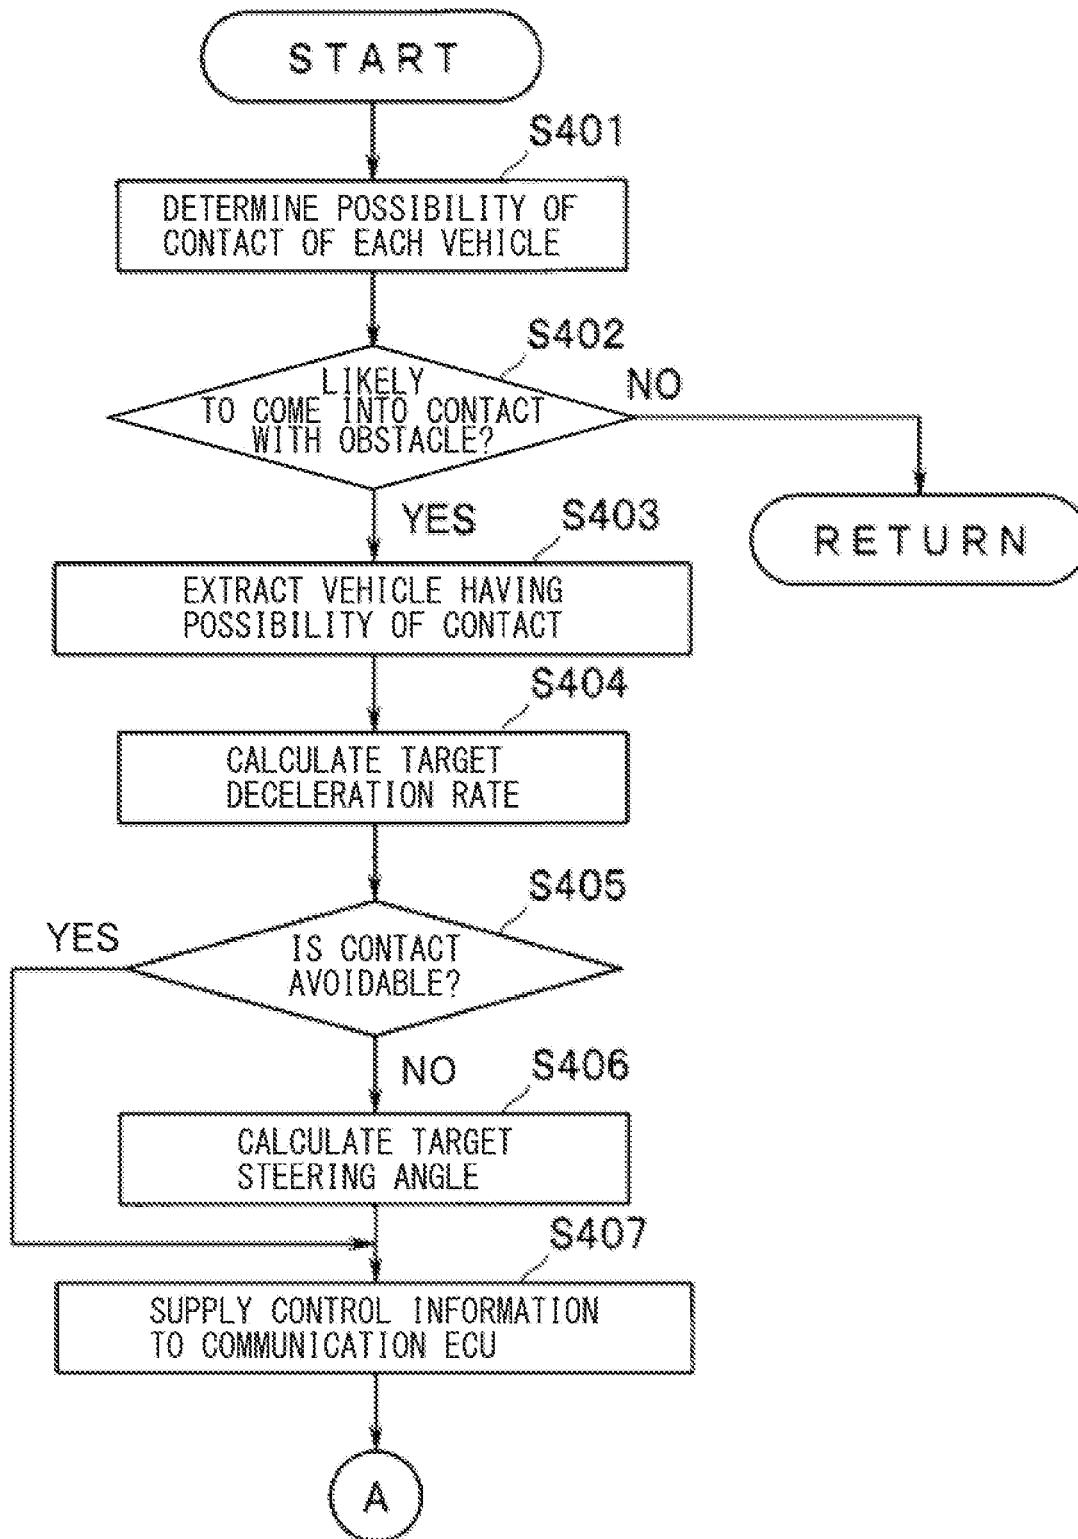 START
S401
DETERMINE POSSIBILITY OF
CONTACT OF EACH VEHICLE
S402
LIKELY
TO COME INTO CONTACT
WITH OBSTACLE?
NO
YES
RETURN
S403
EXTRACT VEHICLE HAVING
POSSIBILITY OF CONTACT
S404
CALCULATE TARGET
DECELERATION RATE
S405
YES
IS CONTACT
AVOIDABLE?
NO
S406
CALCULATE TARGET
STEERING ANGLE
S407
SUPPLY CONTROL INFORMATION
TO COMMUNICATION ECU
A